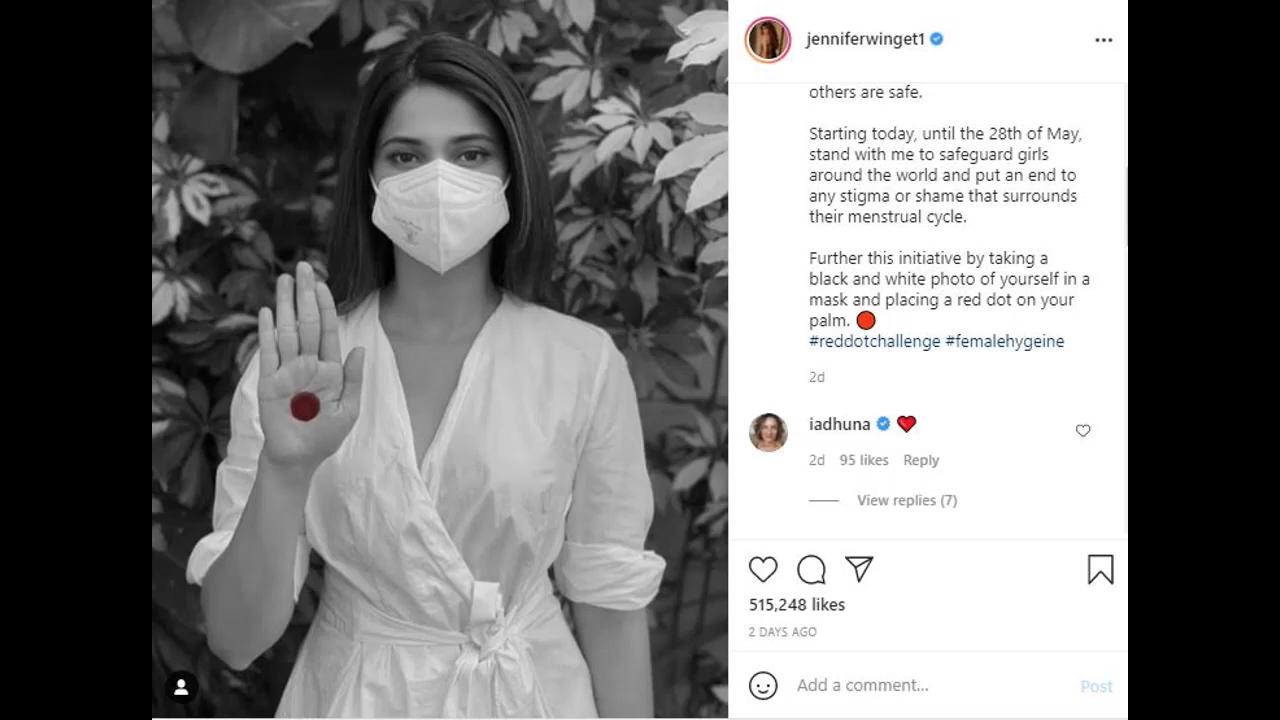 jenniferwinget1
others are safe.
Starting today, until the 28th of May,
stand with me to safeguard girls
around the world and put an end to
any stigma or shame that surrounds
their menstrual cycle.
Further this initiative by taking a
black and white photo of yourself in a
mask and placing a red dot on your
palm. 🔴
#reddotchallenge #femalehygeine
2d
iadhuna ❤️
2d 95 likes Reply
View replies (7)
515,248 likes
2 DAYS AGO
Add a comment... Post